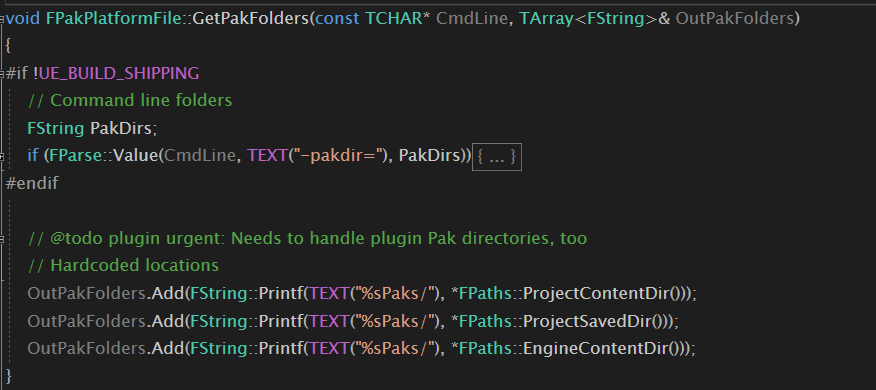 void FPakPlatformFile::GetPakFolders(const TCHAR* CmdLine, TArray<FString>& OutPakFolders)
{
#if !UE_BUILD_SHIPPING
// Command line folders
FString PakDirs;
if (FParse::Value(CmdLine, TEXT("-pakdir="), PakDirs)){ ... }
#endif
// @todo plugin urgent: Needs to handle plugin Pak directories, too
// Hardcoded locations
OutPakFolders.Add(FString::Printf(TEXT("%sPaks/"), *FPaths::ProjectContentDir()));
OutPakFolders.Add(FString::Printf(TEXT("%sPaks/"), *FPaths::ProjectSavedDir()));
OutPakFolders.Add(FString::Printf(TEXT("%sPaks/"), *FPaths::EngineContentDir()));
}